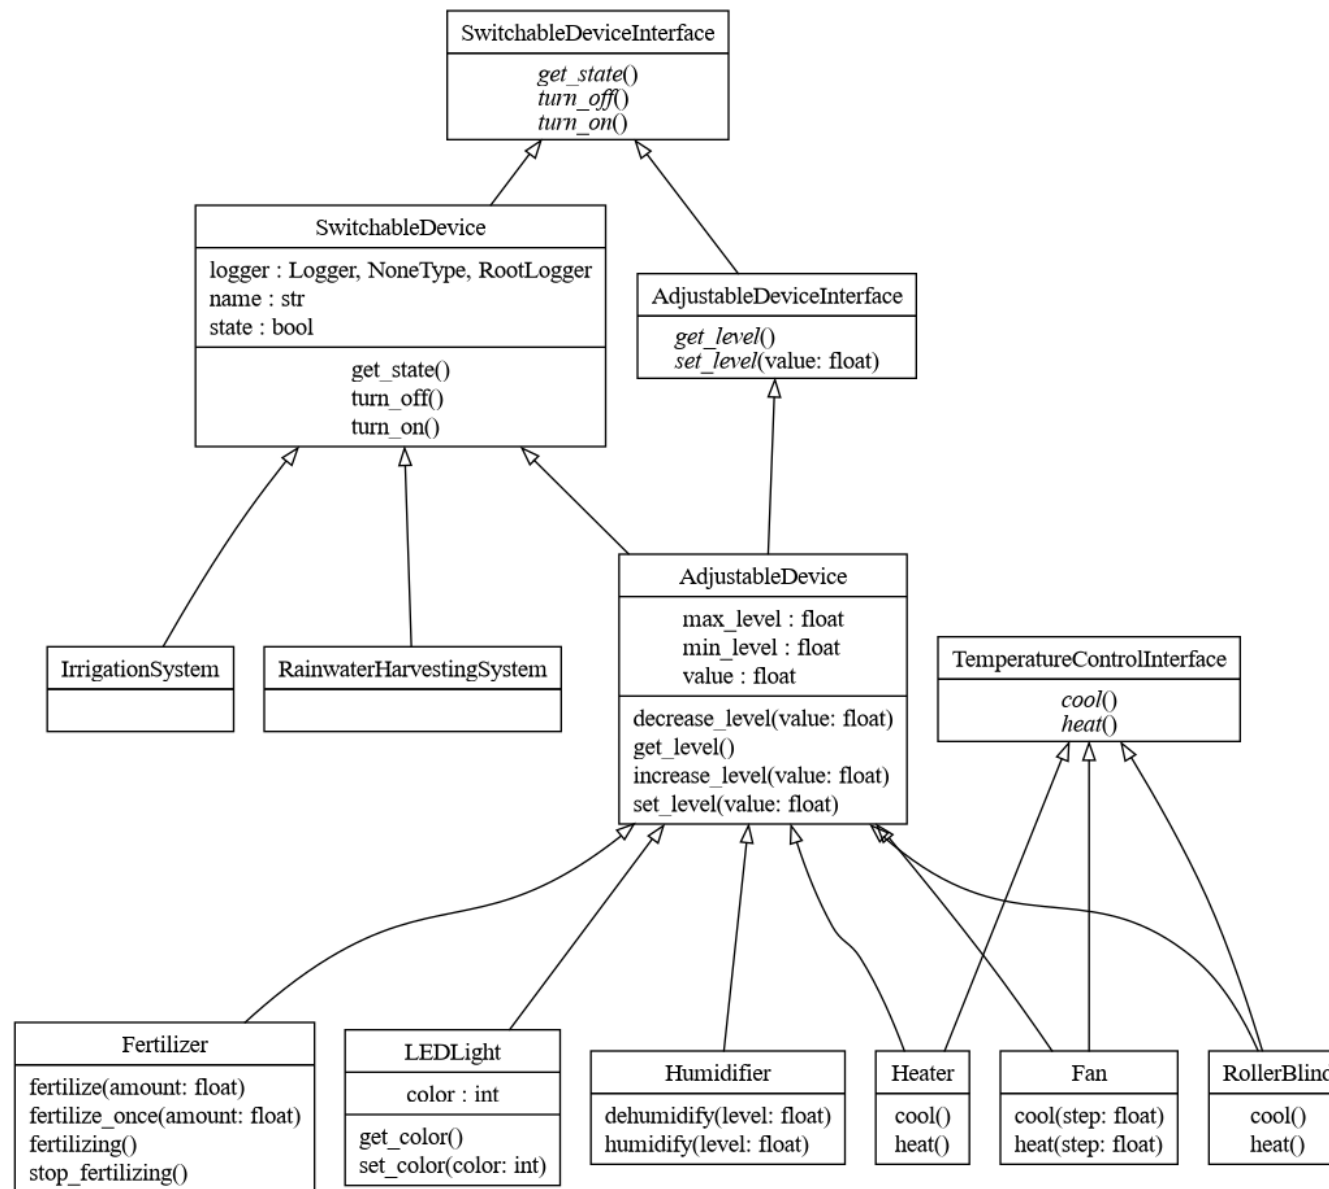 SwitchableDeviceInterface
get_state()
turn_off()
turn_on()
SwitchableDevice
logger : Logger, NoneType, RootLogger
name : str
state : bool
get_state()
turn_off()
turn_on()
AdjustableDeviceInterface
get_level()
set_level(value: float)
AdjustableDevice
max_level : float
min_level : float
value : float
decrease_level(value: float)
get_level()
increase_level(value: float)
set_level(value: float)
IrrigationSystem
RainwaterHarvestingSystem
TemperatureControlInterface
cool()
heat()
Fertilizer
fertilize(amount: float)
fertilize_once(amount: float)
fertilizing()
stop_fertilizing()
LEDLight
color : int
get_color()
set_color(color: int)
Humidifier
dehumidify(level: float)
humidify(level: float)
Heater
cool()
heat()
Fan
cool(step: float)
heat(step: float)
RollerBlind
cool()
heat()